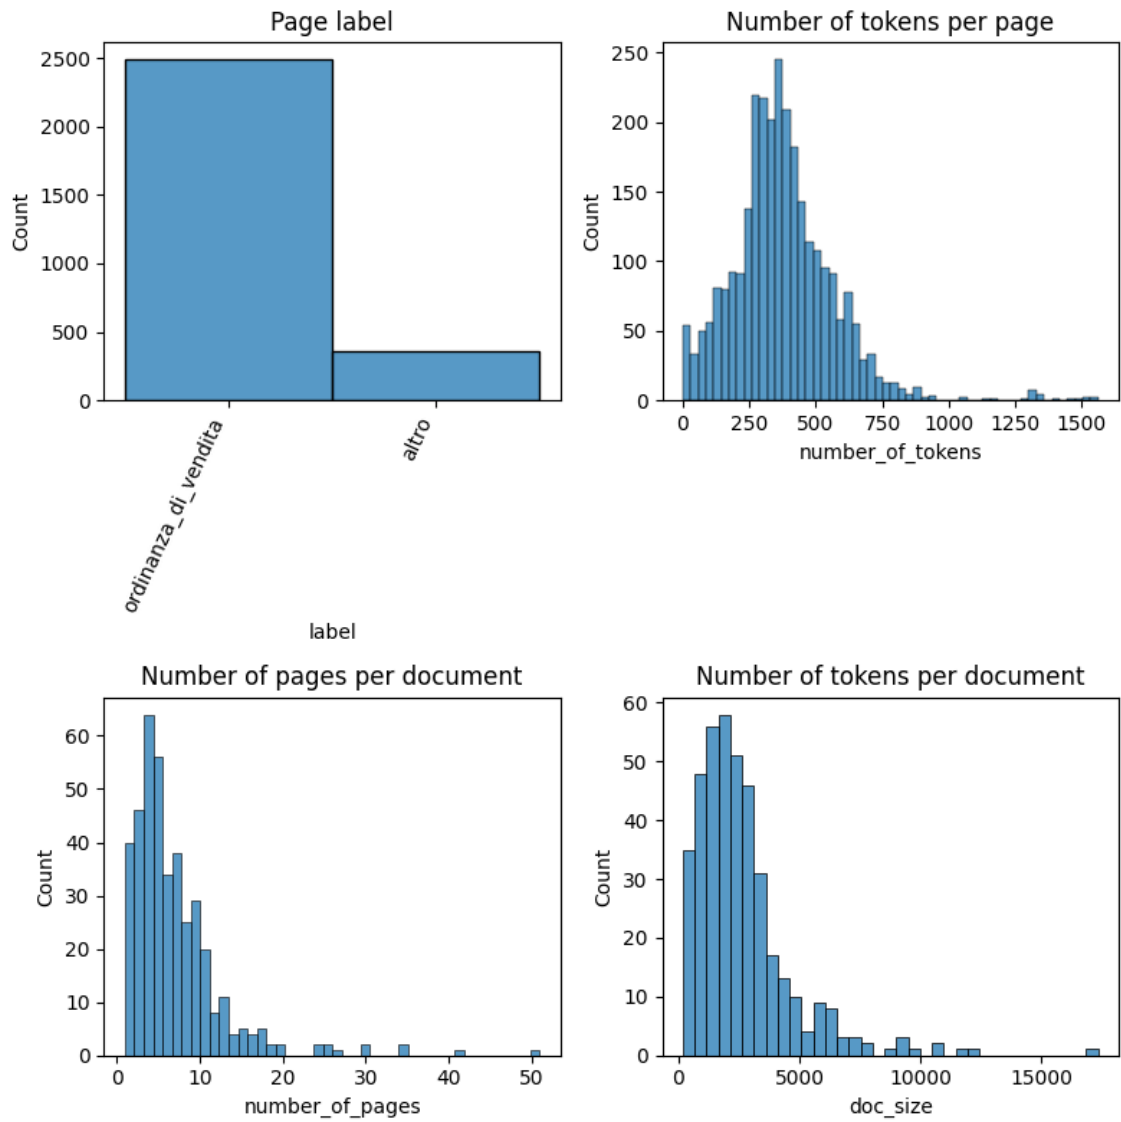 Page label
2500
2000
1500
1000
500
0
Count
ordinanza_di_vendita
altro
label
Number of tokens per page
250
200
150
100
50
0
Count
0 250 500 750 1000 1250 1500
number_of_tokens
Number of pages per document
60
50
40
30
20
10
0
Count
0 10 20 30 40 50
number_of_pages
Number of tokens per document
60
50
40
30
20
10
0
Count
0 5000 10000 15000
doc_size